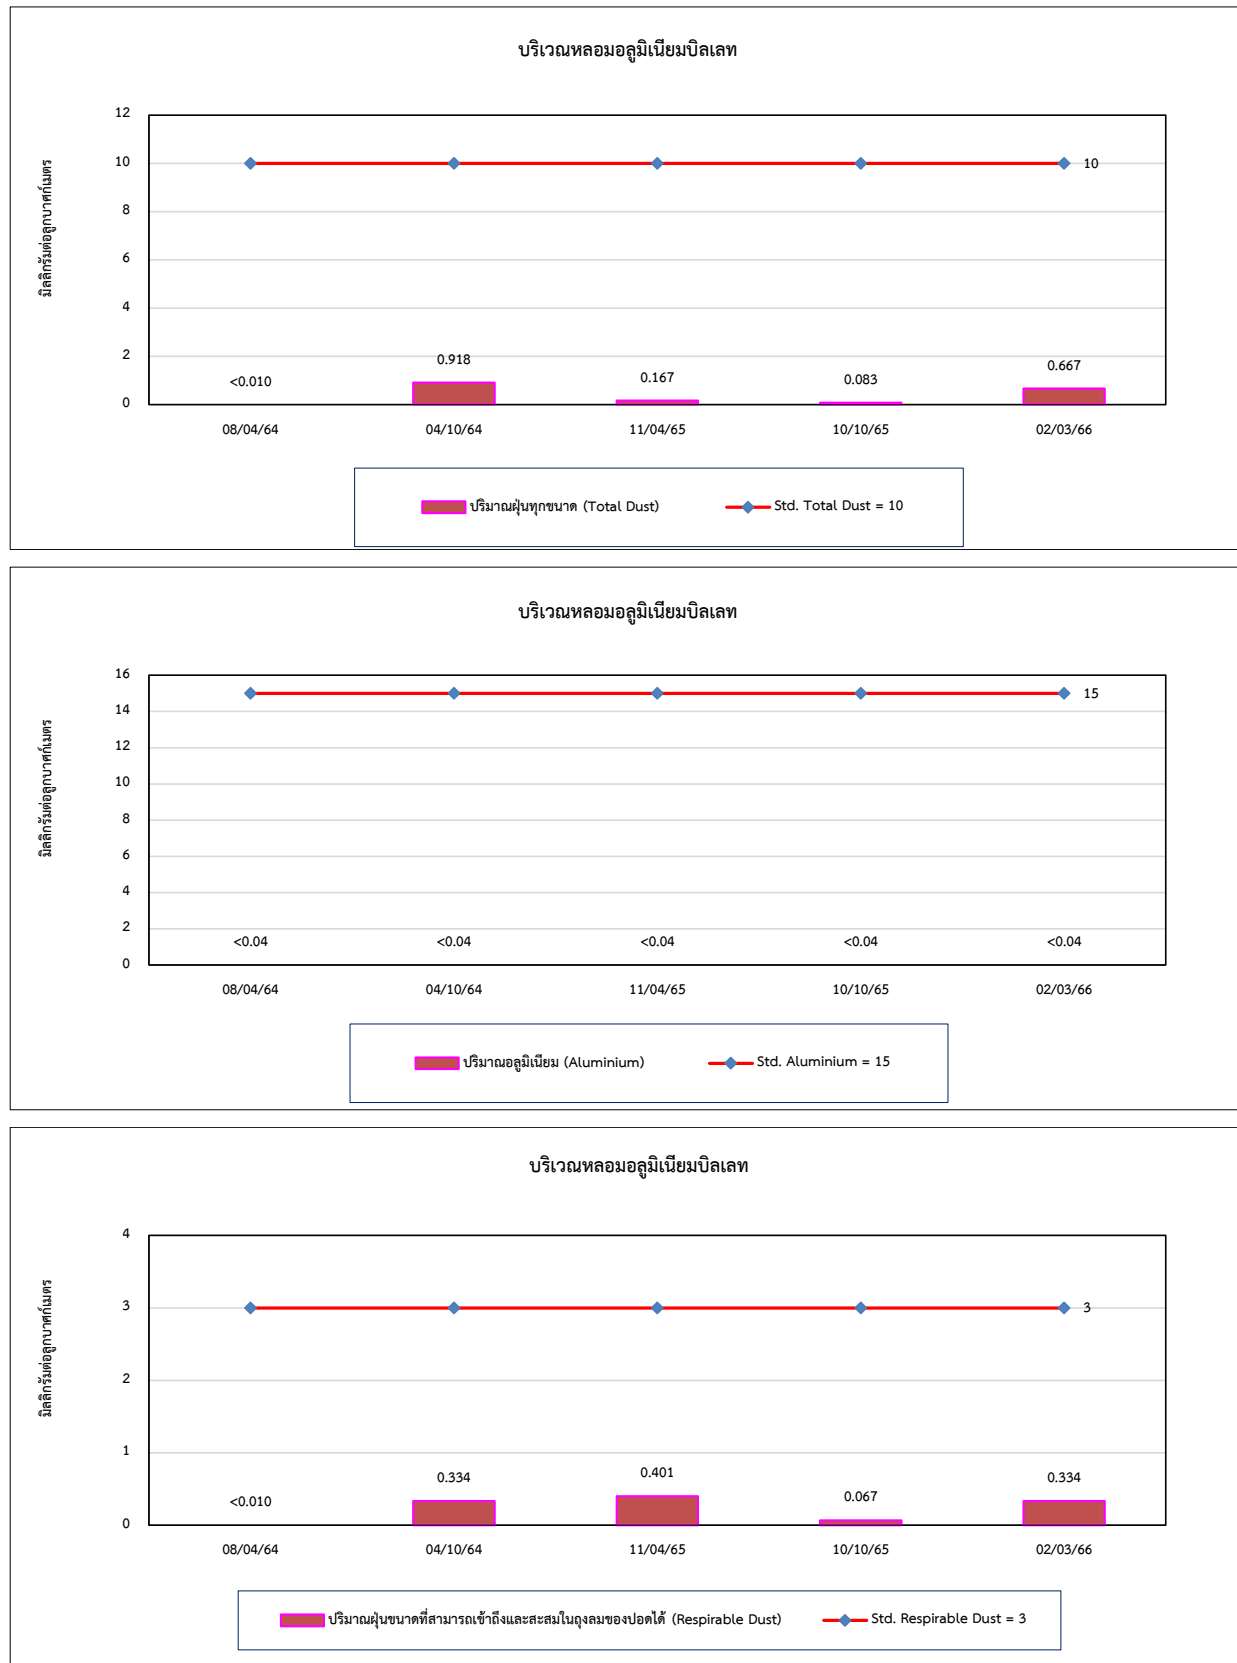 บริเวณหลอมอลูมิเนียมบิลเลท
มิลลิกรัมต่อลูกบาศก์เมตร
12
10
8
6
4
2
0
10
<0.010
0.918
0.167
0.083
0.667
08/04/64 04/10/64 11/04/65 10/10/65 02/03/66
ปริมาณฝุ่นทุกขนาด (Total Dust) Std. Total Dust = 10
บริเวณหลอมอลูมิเนียมบิลเลท
มิลลิกรัมต่อลูกบาศก์เมตร
16
14
12
10
8
6
4
2
0
15
<0.04 <0.04 <0.04 <0.04 <0.04
08/04/64 04/10/64 11/04/65 10/10/65 02/03/66
ปริมาณอลูมิเนียม (Aluminium) Std. Aluminium = 15
บริเวณหลอมอลูมิเนียมบิลเลท
มิลลิกรัมต่อลูกบาศก์เมตร
4
3
2
1
0
3
<0.010
0.334
0.401
0.067
0.334
08/04/64 04/10/64 11/04/65 10/10/65 02/03/66
ปริมาณฝุ่นขนาดที่สามารถเข้าถึงและสะสมในถุงลมของปอดได้ (Respirable Dust) Std. Respirable Dust = 3